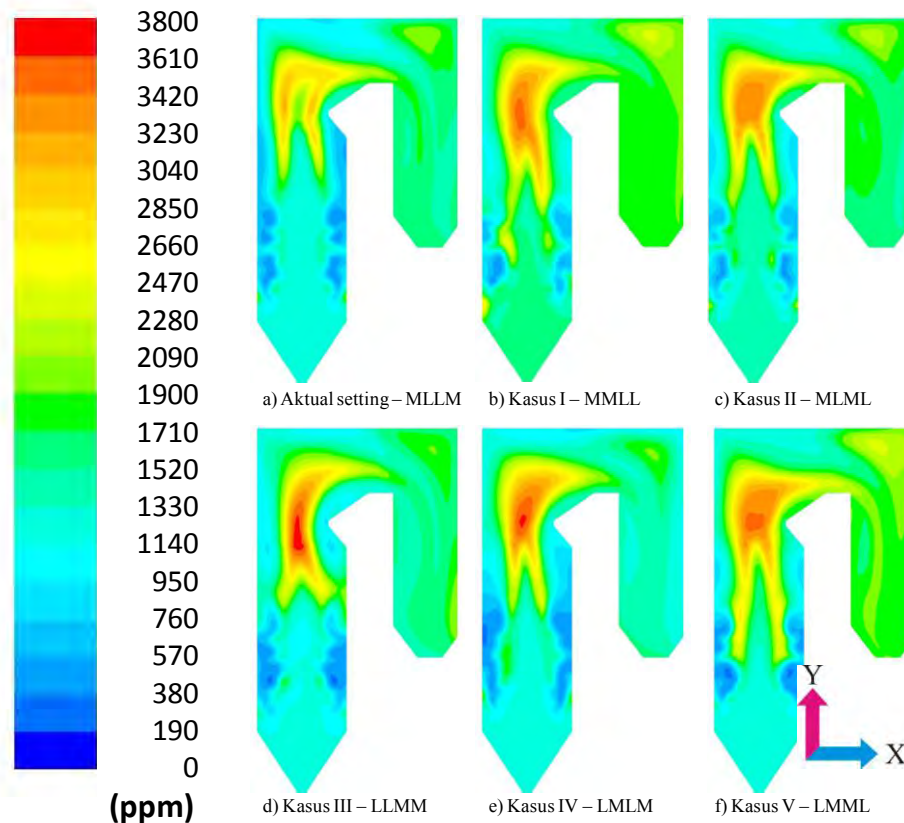 3800
3610
3420
3230
3040
2850
2660
2470
2280
2090
1900
1710
1520
1330
1140
950
760
570
380
190
0
(ppm)
a) Aktual setting – MLLM
b) Kasus I – MMLL
c) Kasus II – MLML
d) Kasus III – LLMM
e) Kasus IV – LMLM
f) Kasus V – LMML
Y
X